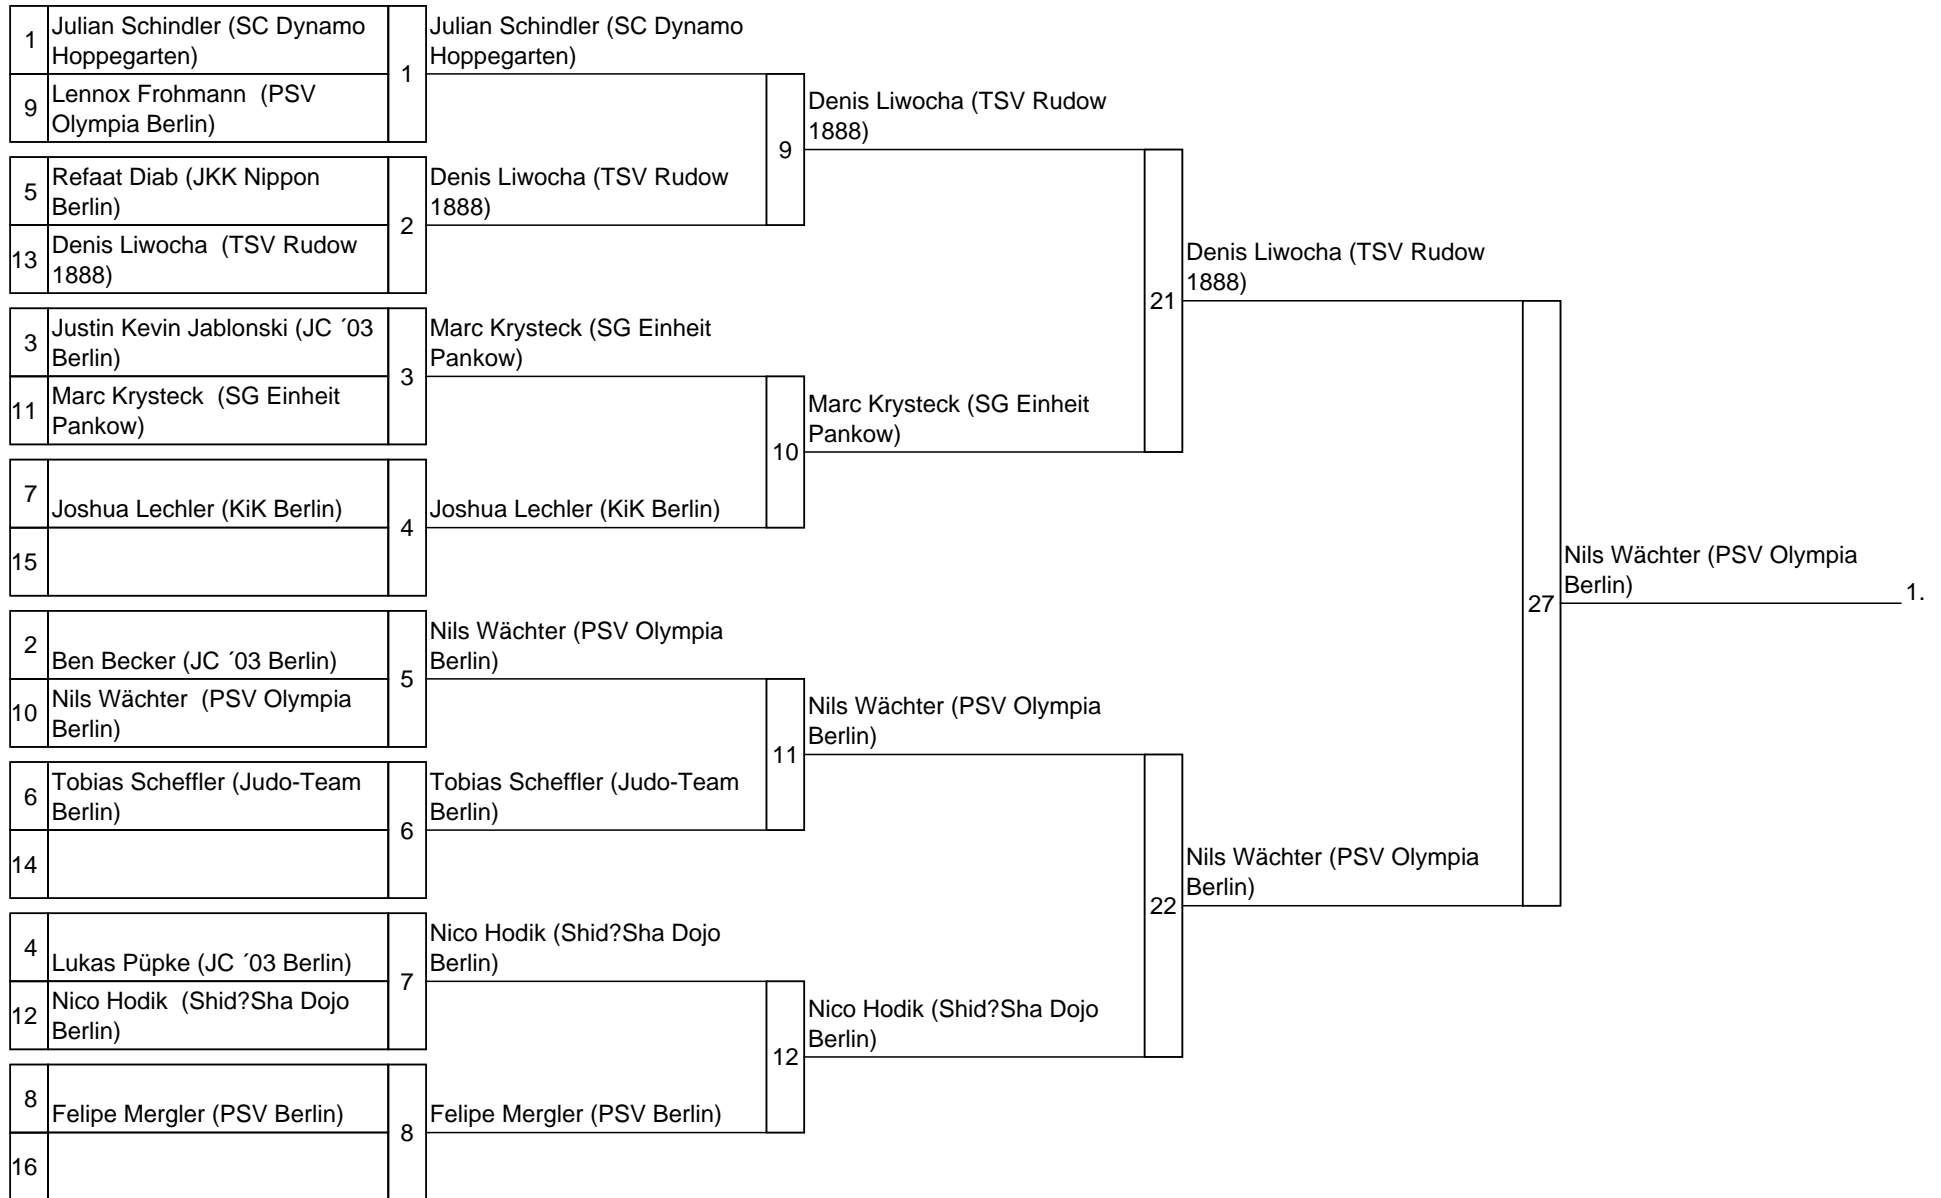 1
Julian Schindler (SC Dynamo
Hoppegarten)
9
Lennox Frohmann  (PSV
Olympia Berlin)
1
5
Refaat Diab (JKK Nippon
Berlin)
13
Denis Liwocha  (TSV Rudow
1888)
2
3
Justin Kevin Jablonski (JC ´03
Berlin)
11
Marc Krysteck  (SG Einheit
Pankow)
3
7
Joshua Lechler (KiK Berlin)
15
4
2
Ben Becker (JC ´03 Berlin)
10
Nils Wächter  (PSV Olympia
Berlin)
5
6
Tobias Scheffler (Judo-Team
Berlin)
14
6
4
Lukas Püpke (JC ´03 Berlin)
12
Nico Hodik  (Shid?Sha Dojo
Berlin)
7
8
Felipe Mergler (PSV Berlin)
16
8
Julian Schindler (SC Dynamo
Hoppegarten)
Denis Liwocha (TSV Rudow
1888)
9
Marc Krysteck (SG Einheit
Pankow)
Joshua Lechler (KiK Berlin)
10
Nils Wächter (PSV Olympia
Berlin)
Tobias Scheffler (Judo-Team
Berlin)
11
Nico Hodik (Shid?Sha Dojo
Berlin)
Felipe Mergler (PSV Berlin)
12
Denis Liwocha (TSV Rudow
1888)
Marc Krysteck (SG Einheit
Pankow)
21
Nils Wächter (PSV Olympia
Berlin)
Nico Hodik (Shid?Sha Dojo
Berlin)
22
Denis Liwocha (TSV Rudow
1888)
Nils Wächter (PSV Olympia
Berlin)
27
Nils Wächter (PSV Olympia
Berlin)
1.